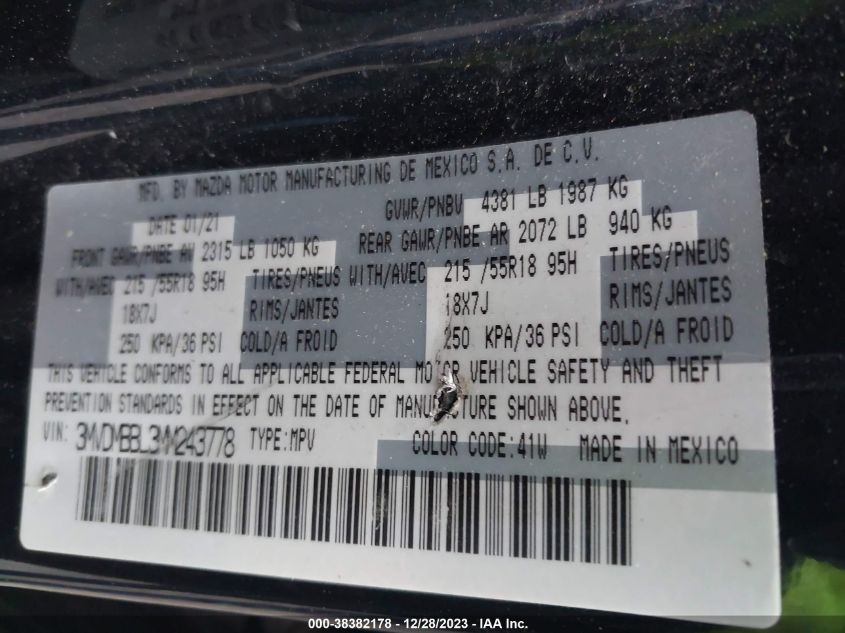 MFD. BY MAZDA MOTOR MANUFACTURING DE MEXICO S.A. DE C.V.
DATE 01/21 GVWR/PNBV 4381 LB 1987 KG
FRONT GAWR/PNBE AV 2315 LB 1050 KG REAR GAWR/PNBE AR 2072 LB 940 KG
WITH/AVEC 215 /55R18 95H TIRES/PNEUS WITH/AVEC 215 /55R18 95H TIRES/PNEUS
18X7J RIMS/JANTES 18X7J RIMS/JANTES
250 KPA/36 PSI COLD/A FROID 250 KPA/36 PSI COLD/A FROID
THIS VEHICLE CONFORMS TO ALL APPLICABLE FEDERAL MOTOR VEHICLE SAFETY AND THEFT
PREVENTION STANDARDS IN EFFECT ON THE DATE OF MANUFACTURE SHOWN ABOVE.
VIN: 3MVDMBBL3MM243778 TYPE:MPV COLOR CODE:41W MADE IN MEXICO
000-38382178 - 12/28/2023 - IAA Inc.